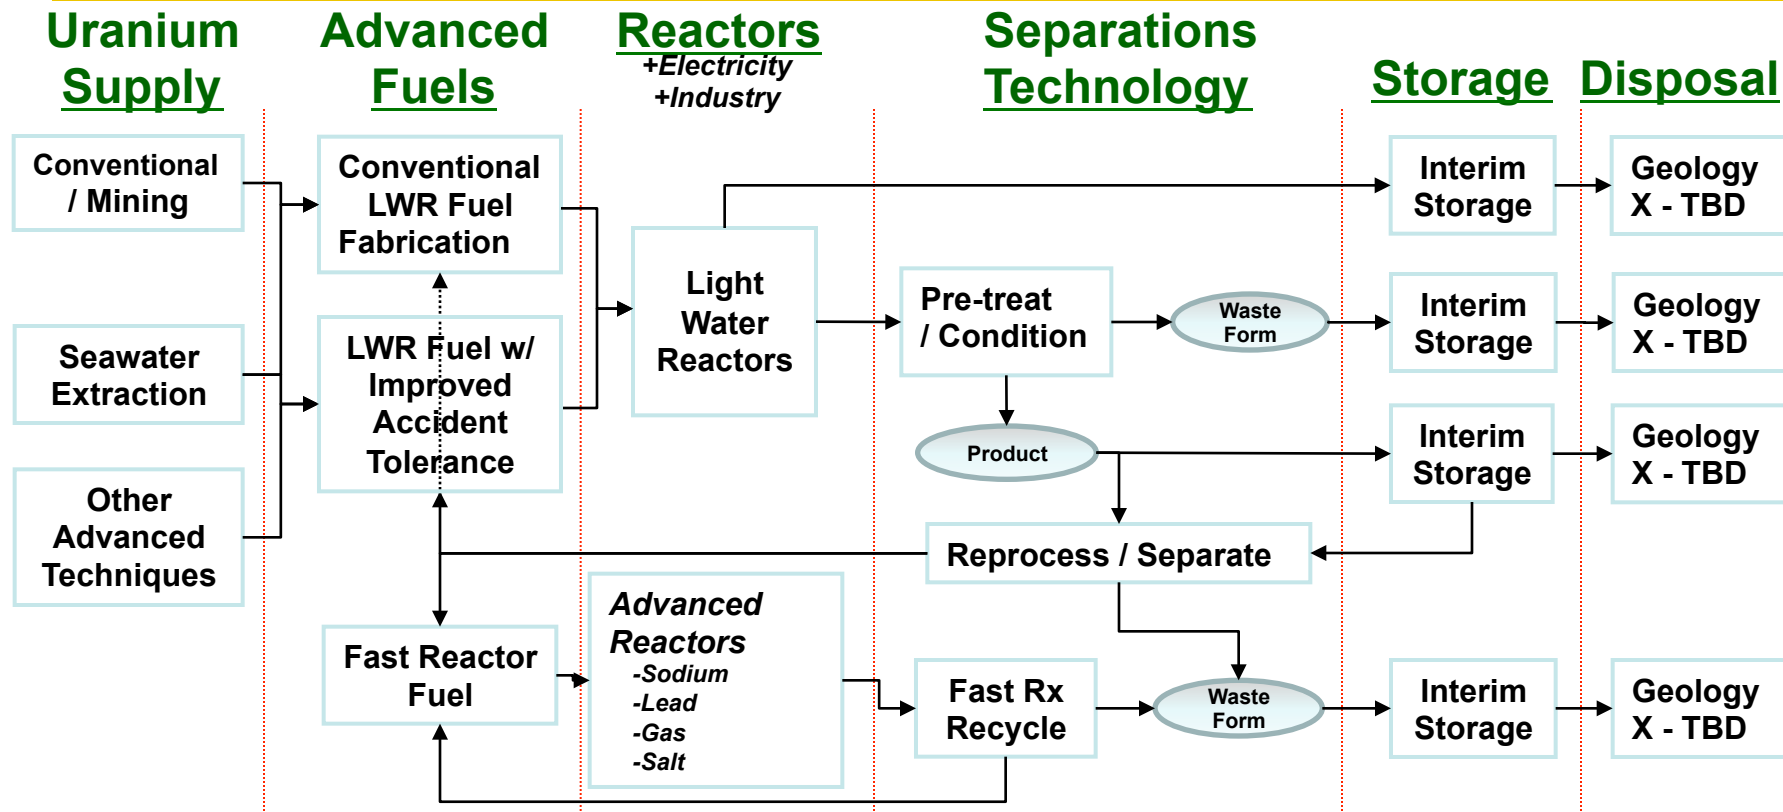 Uranium
Supply
Advanced
Fuels
Reactors
+Electricity
+Industry
Separations
Technology
Storage
Disposal
Conventional
/ Mining
Seawater
Extraction
Other
Advanced
Techniques
Conventional
LWR Fuel
Fabrication
LWR Fuel w/
Improved
Accident
Tolerance
Fast Reactor
Fuel
Light
Water
Reactors
Advanced
Reactors
-Sodium
-Lead
-Gas
-Salt
Pre-treat
/ Condition
Waste
Form
Product
Reprocess / Separate
Fast Rx
Recycle
Waste
Form
Interim
Storage
Interim
Storage
Interim
Storage
Interim
Storage
Geology
X - TBD
Geology
X - TBD
Geology
X - TBD
Geology
X - TBD